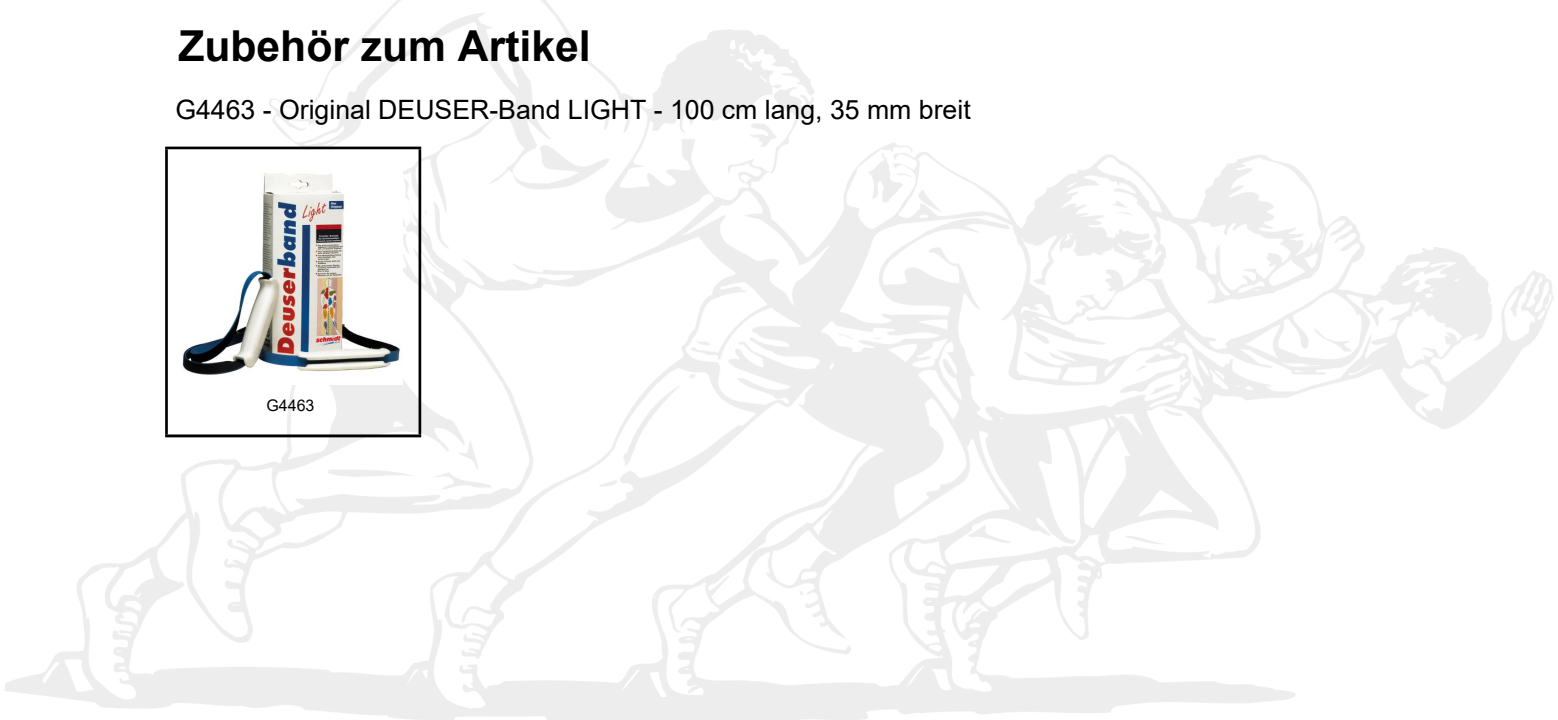 Zubehör zum Artikel
G4463 - Original DEUSER-Band LIGHT - 100 cm lang, 35 mm breit
Deuserband
Light
schmidt
G4463